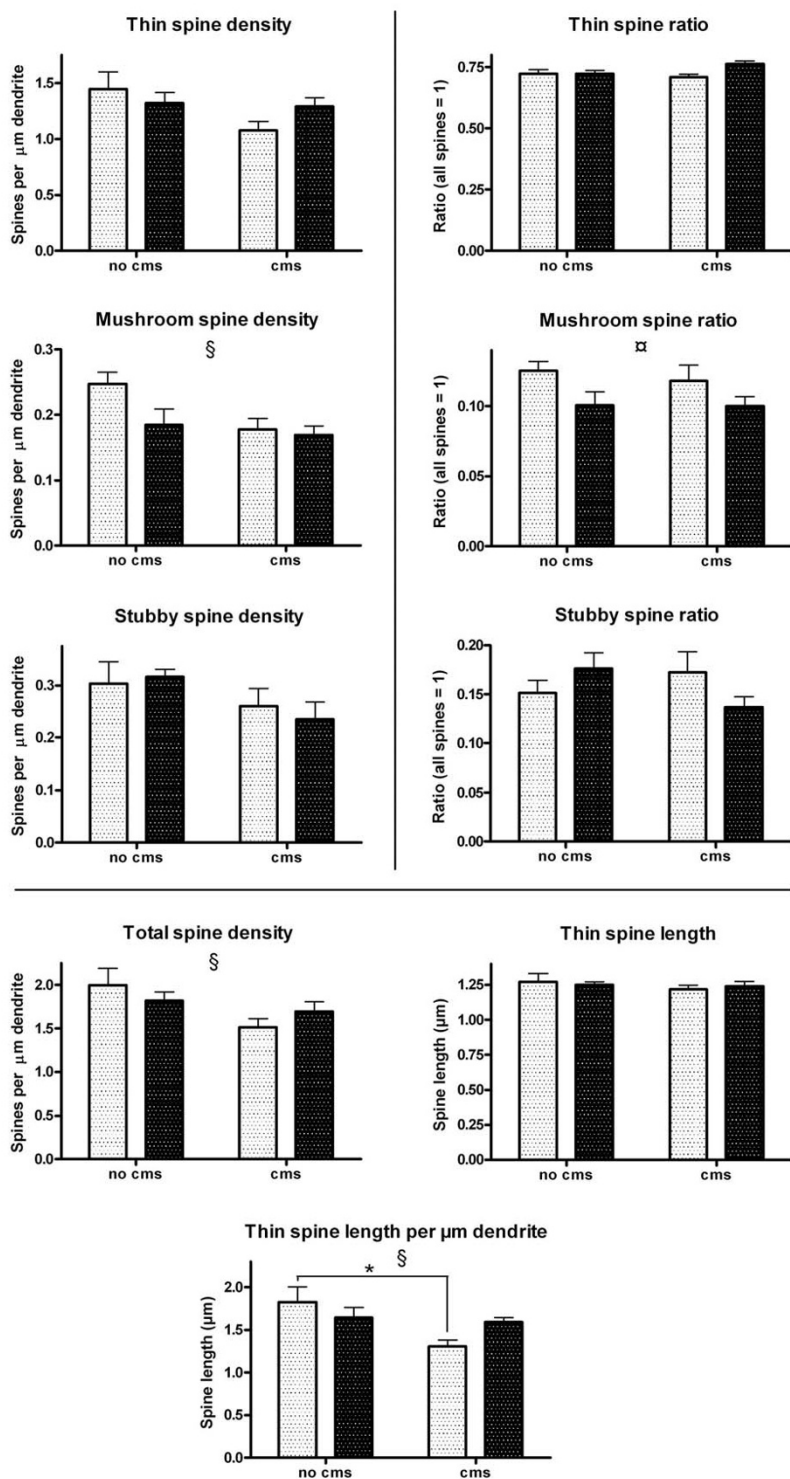 Thin spine density
Spines per μm dendrite
1.5
1.0
0.5
0.0
no cms
cms
Thin spine ratio
Ratio (all spines = 1)
0.75
0.50
0.25
0.00
no cms
cms
Mushroom spine density
§
Spines per μm dendrite
0.3
0.2
0.1
0.0
no cms
cms
Mushroom spine ratio
¤
Ratio (all spines = 1)
0.10
0.05
0.00
no cms
cms
Stubby spine density
Spines per μm dendrite
0.3
0.2
0.1
0.0
no cms
cms
Stubby spine ratio
Ratio (all spines = 1)
0.20
0.15
0.10
0.05
0.00
no cms
cms
Total spine density
§
Spines per μm dendrite
2.0
1.5
1.0
0.5
0.0
no cms
cms
Thin spine length
Spine length (μm)
1.25
1.00
0.75
0.50
0.25
0.00
no cms
cms
Thin spine length per μm dendrite
§
*
Spine length (μm)
2.0
1.5
1.0
0.5
0.0
no cms
cms